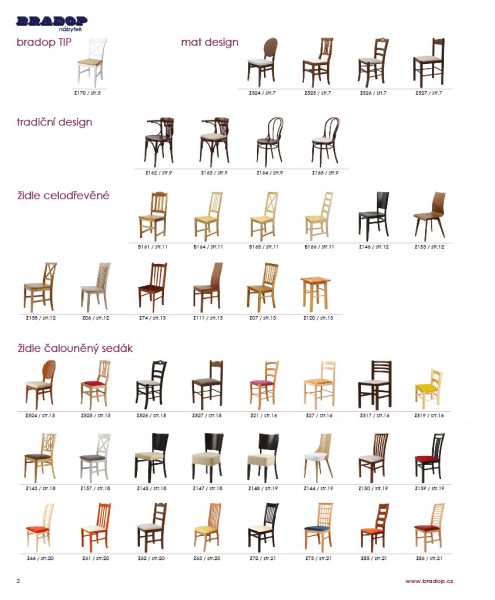 BRADOP
nábytek
bradop TIP
mat design
Z170 / str.5
Z524 / str.7
Z525 / str.7
Z526 / str.7
Z527 / str.7
tradiční design
Z162 / str.9
Z163 / str.9
Z164 / str.9
Z165 / str.9
židle celodřevěné
B161 / str.11
B164 / str.11
B165 / str.11
B166 / str.11
Z146 / str.12
Z153 / str.12
Z155 / str.12
Z06 / str.12
Z74 / str.13
Z111 / str.13
Z07 / str.13
Z120 / str.13
židle čalouněný sedák
Z524 / str.15
Z525 / str.15
Z526 / str.15
Z507 / str.15
Z21 / str.16
Z27 / str.16
Z517 / str.16
Z519 / str.16
Z143 / str.18
Z157 / str.18
Z145 / str.18
Z147 / str.18
Z148 / str.19
Z144 / str.19
Z150 / str.19
Z159 / str.19
Z64 / str.20
Z61 / str.20
Z62 / str.20
Z63 / str.20
Z72 / str.21
Z73 / str.21
Z85 / str.21
Z86 / str.21
2
www.bradop.cz